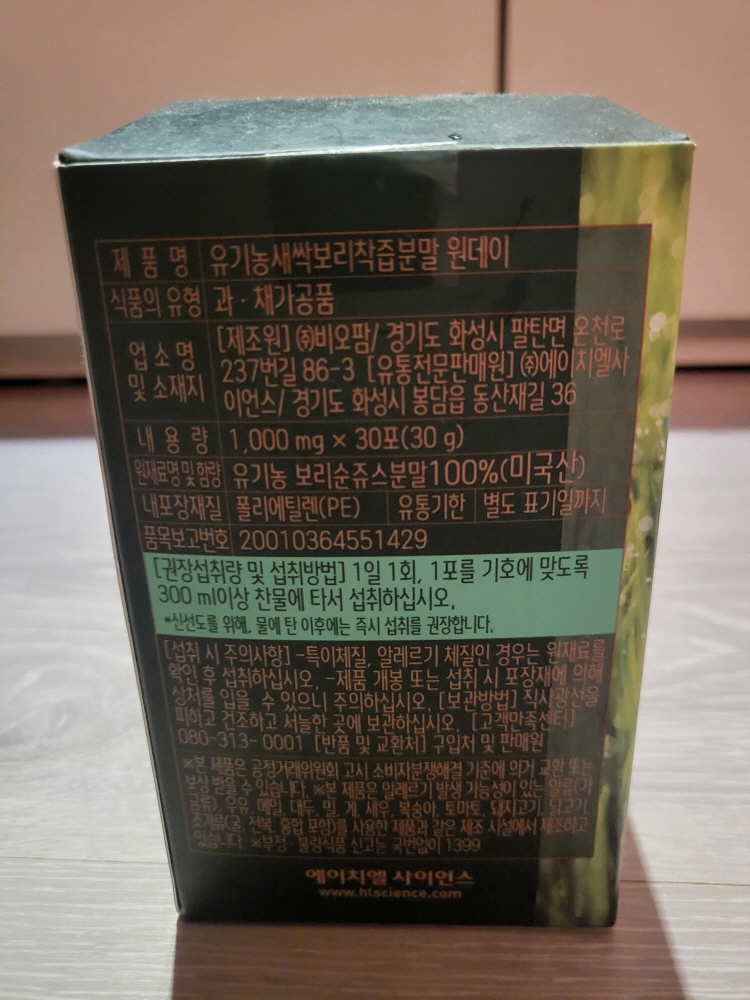 제 품 명 유기농새싹보리착즙분말 원데이
식품의 유형 과 · 채가공품
업 소 명 및 소재지 [제조원] ㈜비오팜/ 경기도 화성시 팔탄면 온천로
237번길 86-3 [유통전문판매원] ㈜에이치엘사
이언스/ 경기도 화성시 봉담읍 동산재길 36
내 용 량 1,000 mg × 30포(30 g)
원재료명 및 함량 유기농 보리순쥬스분말100%(미국산)
내포장재질 폴리에틸렌(PE) 유통기한 별도 표기일까지
품목보고번호 20010364551429
[권장섭취량 및 섭취방법] 1일 1회, 1포를 기호에 맞도록
300 ml이상 찬물에 타서 섭취하십시오.
*신선도를 위해, 물에 탄 이후에는 즉시 섭취를 권장합니다.
[섭취 시 주의사항] -특이체질, 알레르기 체질인 경우는 원재료를
확인 후 섭취하십시오. -제품 개봉 또는 섭취 시 포장재에 의해
상처를 입을 수 있으니 주의하십시오. [보관방법] 직사광선을
피하고 건조하고 서늘한 곳에 보관하십시오. [고객만족센터]
080-313-0001 [반품 및 교환처] 구입처 및 판매원
※본 제품은 공정거래위원회 고시 소비자분쟁해결 기준에 의거 교환 또는
보상 받을 수 있습니다. ※본 제품은 알레르기 발생 가능성이 있는 알류(가
금류), 우유, 메밀, 대두, 밀, 게, 새우, 복숭아, 토마토, 돼지고기, 닭고기,
조개류(굴, 전복, 홍합 포함)를 사용한 제품과 같은 제조 시설에서 제조하고
있습니다. ※부정 · 불량식품 신고는 국번없이 1399
에이치엘 사이언스
www.hlscience.com